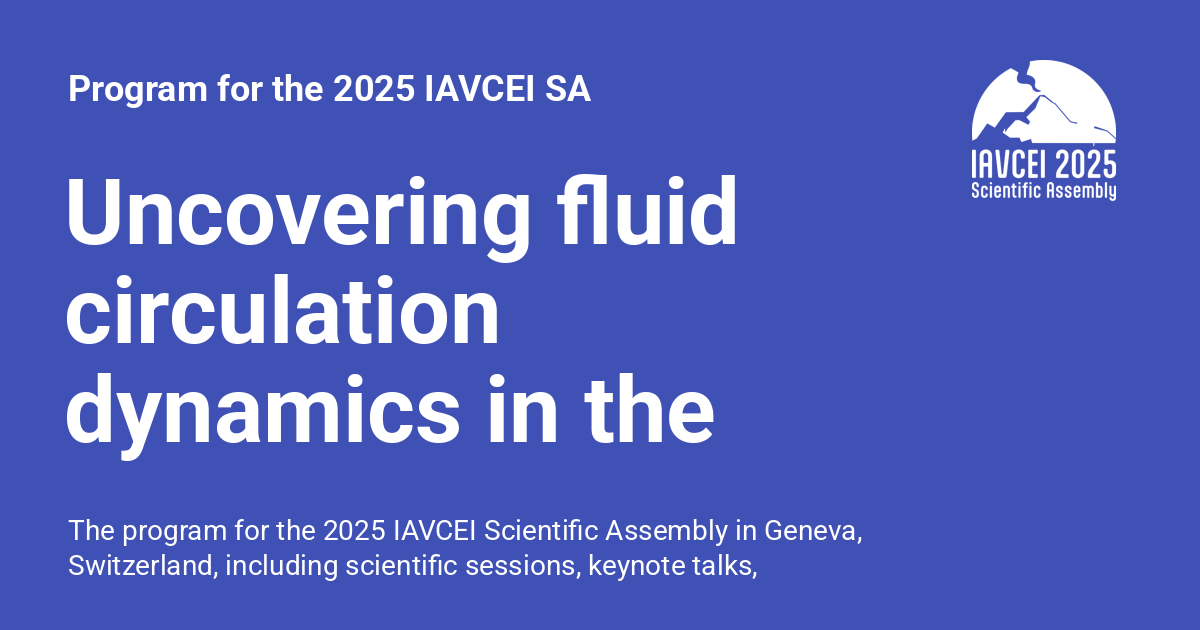 Program for the 2025 IAVCEI SA
IAVCEI 2025
Scientific Assembly
Uncovering fluid
circulation
dynamics in the
The program for the 2025 IAVCEI Scientific Assembly in Geneva,
Switzerland, including scientific sessions, keynote talks,